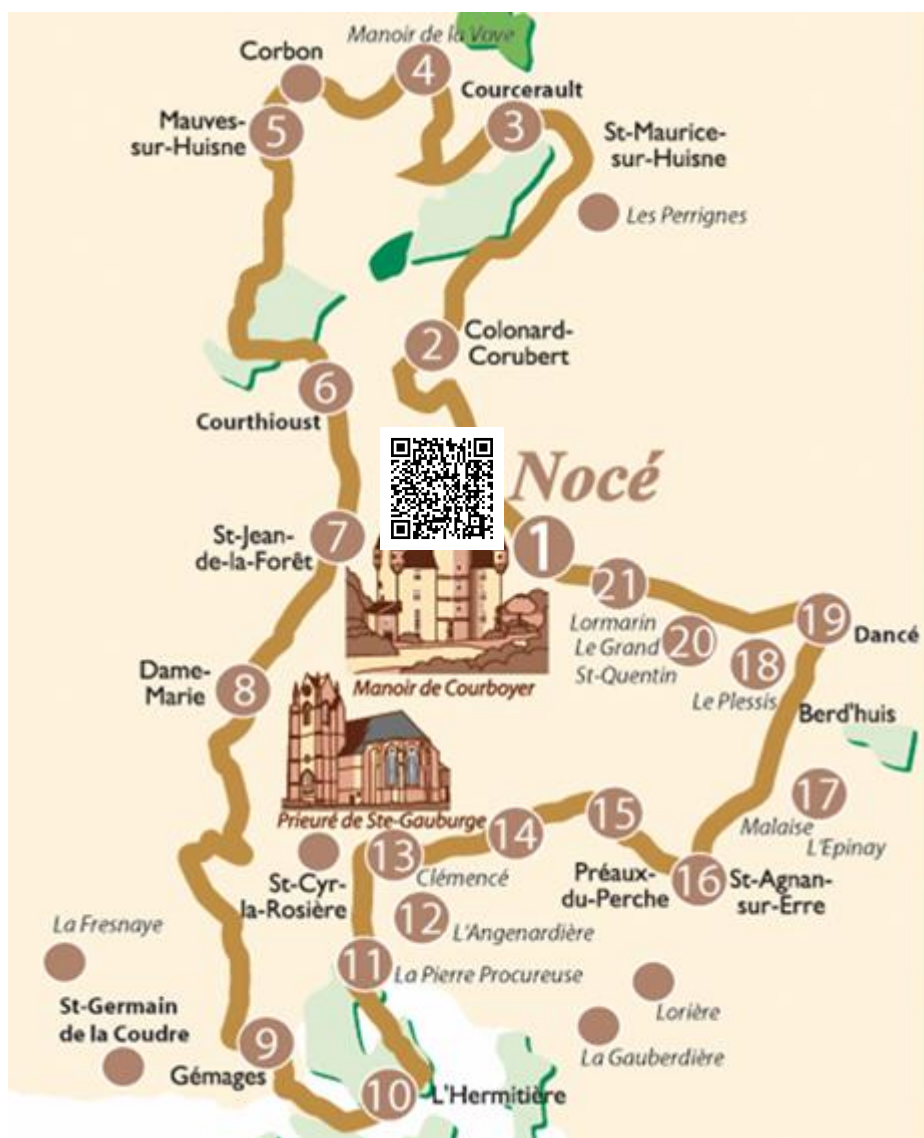 Manoir de la Vove
Corbon
4
Courcerault
Mauves-
sur-Huisne
5
3
St-Maurice-
sur-Huisne
Les Perrignes
2
Colonard-
Corubert
6
Courthioust
Nocé
St-Jean-
de-la-Forêt
7
1
21
Lormarin
Le Grand
St-Quentin
20
19
Dancé
18
Le Plessis
Manoir de Courboyer
Dame-
Marie
8
Berd'huis
17
Malaise
L'Epinay
Prieuré de Ste-Gauburge
15
14
13
Clémencé
St-Cyr-
la-Rosière
Préaux-
du-Perche
16
St-Agnan-
sur-Erre
La Fresnaye
12
L'Angenardière
11
La Pierre Procureuse
Lorière
St-Germain
de la Coudre
9
Gémages
La Gauberdière
10
L'Hermitière